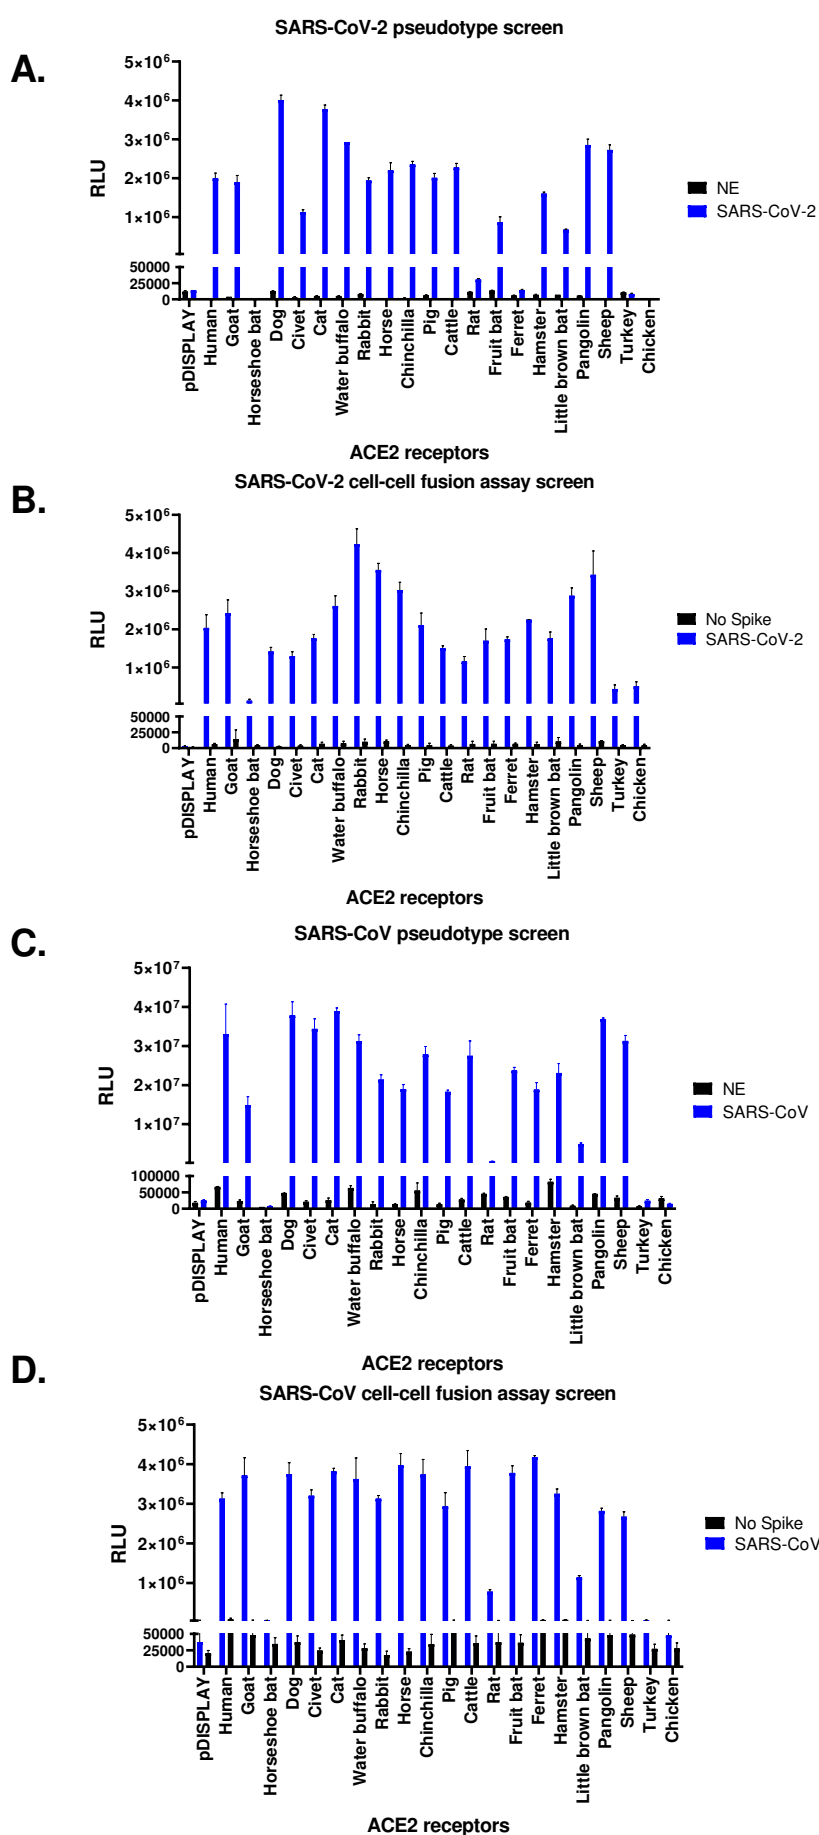 SARS-CoV-2 pseudotype screen
A.
5×10⁶
4×10⁶
3×10⁶
2×10⁶
1×10⁶
50000
25000
0
RLU
NE
SARS-CoV-2
pDISPLAY
Human
Goat
Horseshoe bat
Dog
Civet
Cat
Water buffalo
Rabbit
Horse
Chinchilla
Pig
Cattle
Rat
Fruit bat
Ferret
Hamster
Little brown bat
Pangolin
Sheep
Turkey
Chicken
ACE2 receptors
SARS-CoV-2 cell-cell fusion assay screen
B.
5×10⁶
4×10⁶
3×10⁶
2×10⁶
1×10⁶
50000
25000
0
RLU
No Spike
SARS-CoV-2
pDISPLAY
Human
Goat
Horseshoe bat
Dog
Civet
Cat
Water buffalo
Rabbit
Horse
Chinchilla
Pig
Cattle
Rat
Fruit bat
Ferret
Hamster
Little brown bat
Pangolin
Sheep
Turkey
Chicken
ACE2 receptors
C.
SARS-CoV pseudotype screen
5×10⁷
4×10⁷
3×10⁷
2×10⁷
1×10⁷
100000
50000
0
RLU
NE
SARS-CoV
pDISPLAY
Human
Goat
Horseshoe bat
Dog
Civet
Cat
Water buffalo
Rabbit
Horse
Chinchilla
Pig
Cattle
Rat
Fruit bat
Ferret
Hamster
Little brown bat
Pangolin
Sheep
Turkey
Chicken
ACE2 receptors
D.
SARS-CoV cell-cell fusion assay screen
5×10⁶
4×10⁶
3×10⁶
2×10⁶
1×10⁶
50000
25000
0
RLU
No Spike
SARS-CoV
pDISPLAY
Human
Goat
Horseshoe bat
Dog
Civet
Cat
Water buffalo
Rabbit
Horse
Chinchilla
Pig
Cattle
Rat
Fruit bat
Ferret
Hamster
Little brown bat
Pangolin
Sheep
Turkey
Chicken
ACE2 receptors